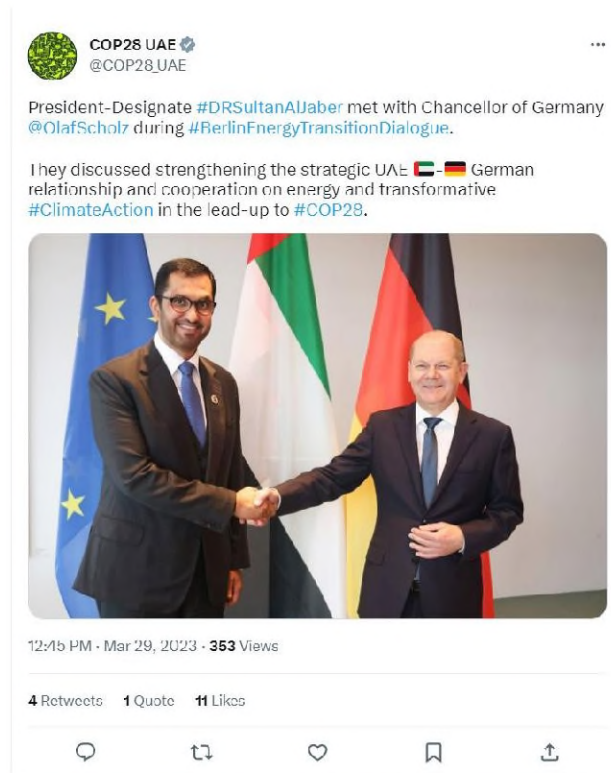 COP28 UAE
@COP28_UAE
President-Designate #DRSultanAlJaber met with Chancellor of Germany
@OlafScholz during #BerlinEnergyTransitionDialogue.
They discussed strengthening the strategic UAE 🇦🇪-🇩🇪 German
relationship and cooperation on energy and transformative
#ClimateAction in the lead-up to #COP28.
12:45 PM · Mar 29, 2023 · 353 Views
4 Retweets 1 Quote 11 Likes